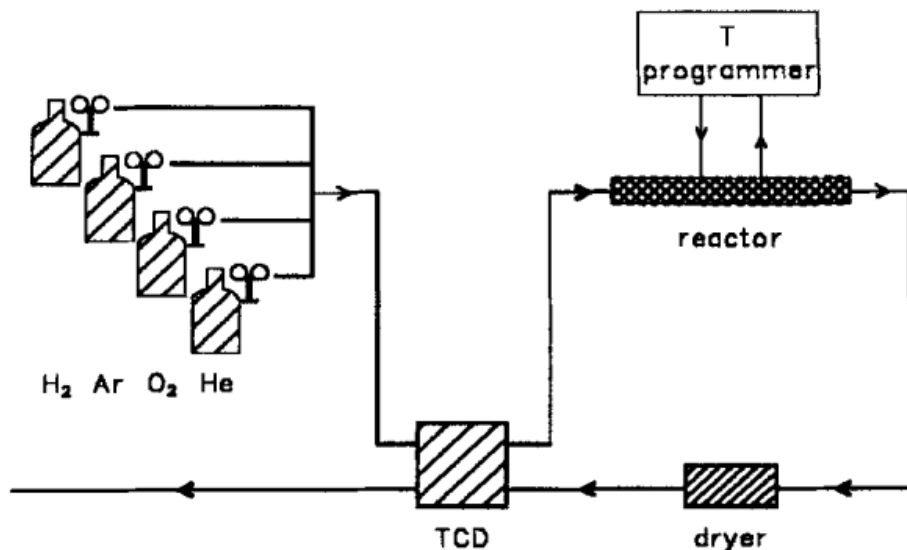 T
programmer
reactor
H₂ Ar O₂ He
TCD
dryer